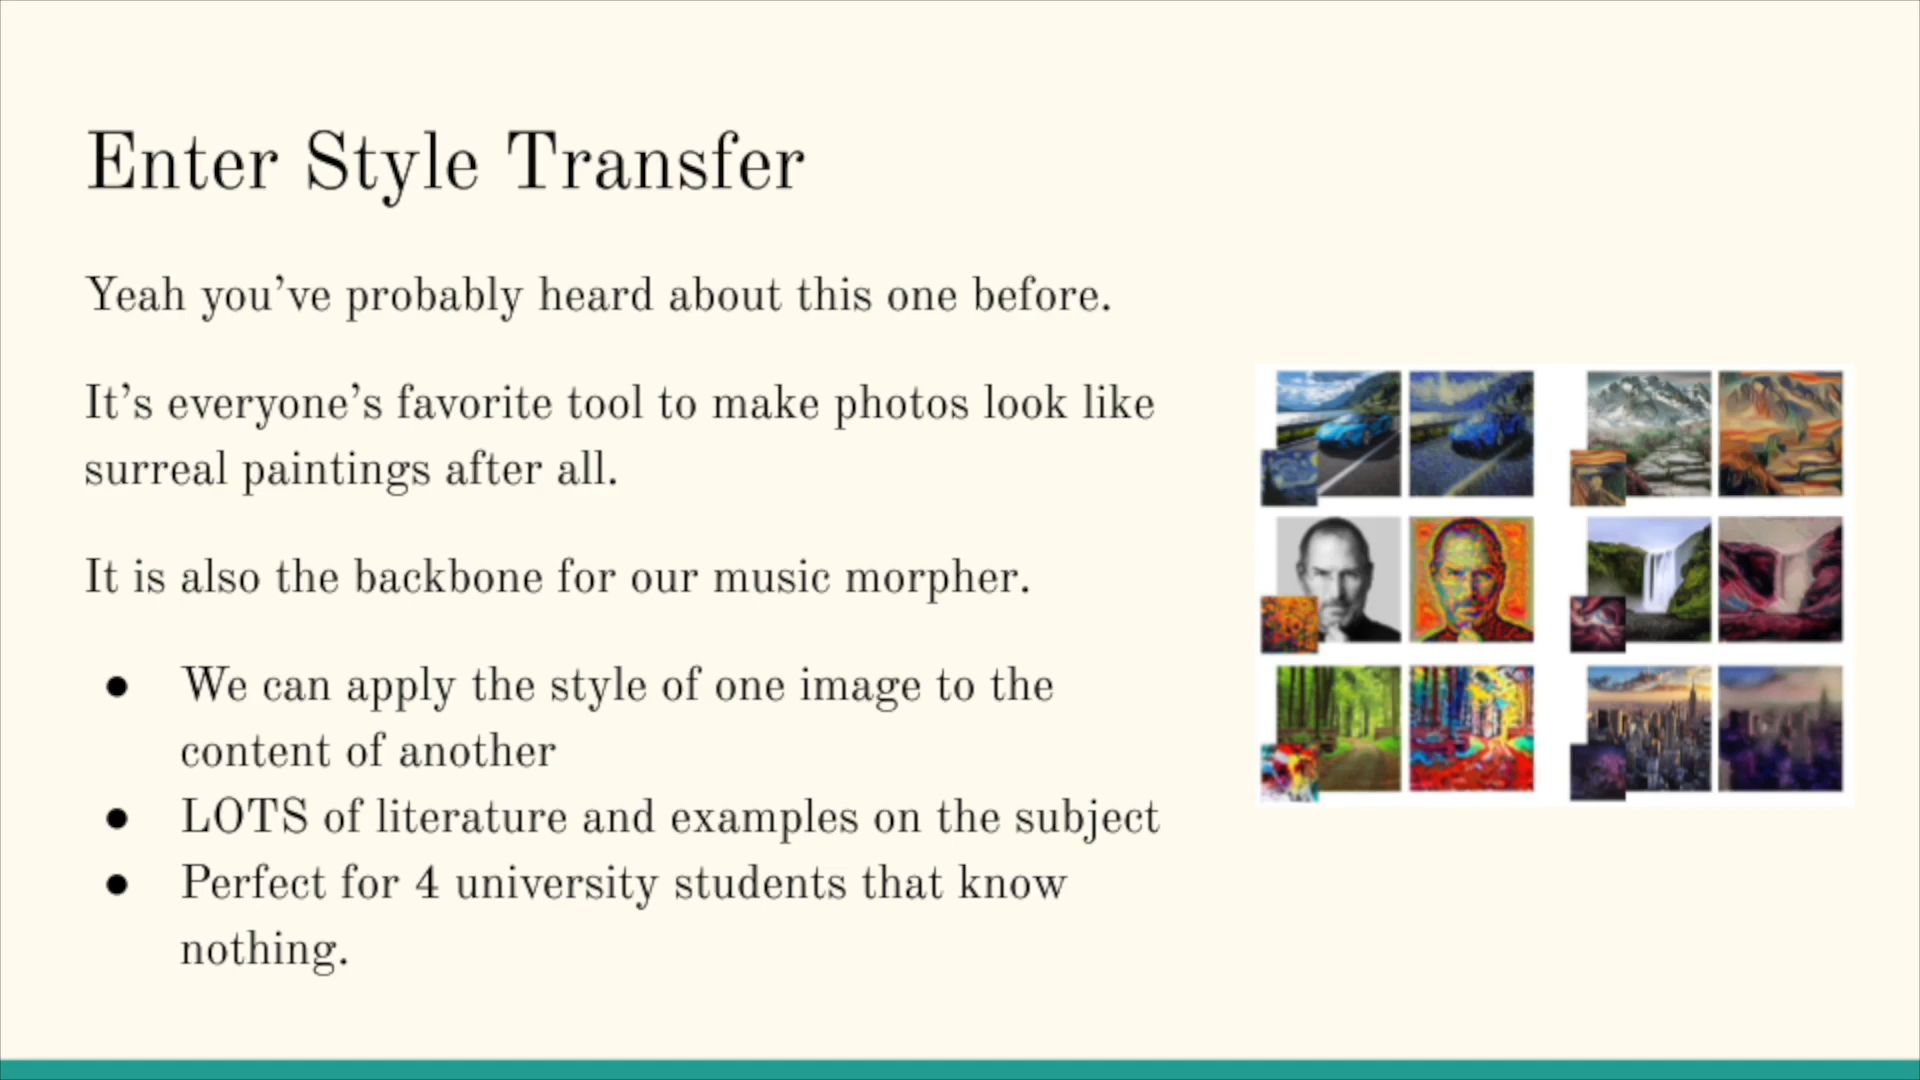 Enter Style Transfer
Yeah you’ve probably heard about this one before.
It’s everyone’s favorite tool to make photos look like
surreal paintings after all.
It is also the backbone for our music morpher.
● We can apply the style of one image to the
content of another
● LOTS of literature and examples on the subject
● Perfect for 4 university students that know
nothing.